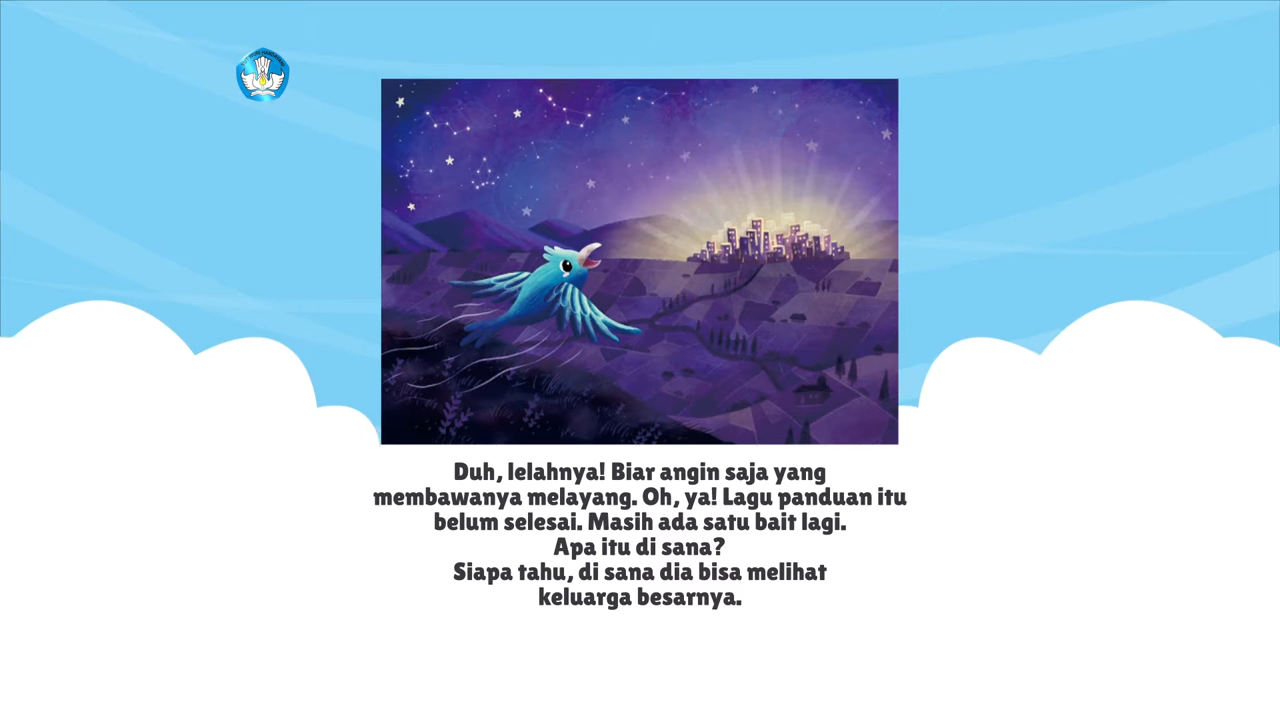 Duh, lelahnya! Biar angin saja yang
membawanya melayang. Oh, ya! Lagu panduan itu
belum selesai. Masih ada satu bait lagi.
Apa itu di sana?
Siapa tahu, di sana dia bisa melihat
keluarga besarnya.